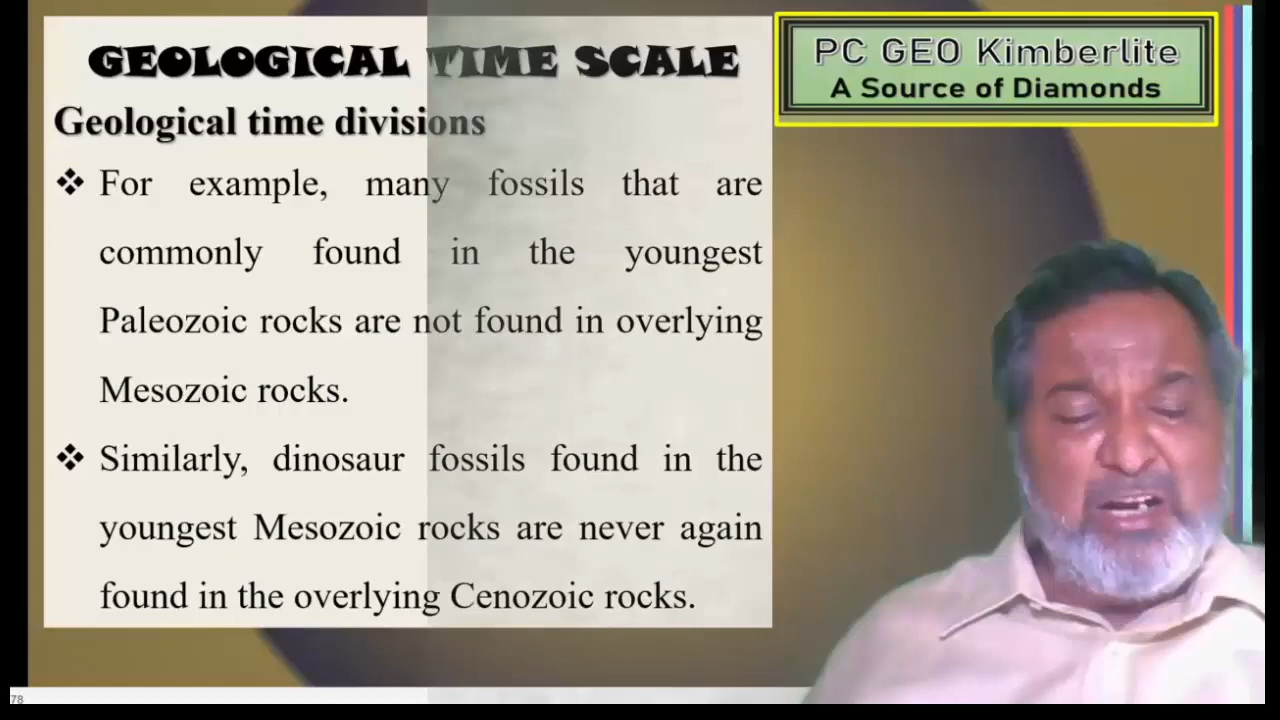 GEOLOGICAL TIME SCALE
Geological time divisions
❖ For example, many fossils that are
commonly found in the youngest
Paleozoic rocks are not found in overlying
Mesozoic rocks.
❖ Similarly, dinosaur fossils found in the
youngest Mesozoic rocks are never again
found in the overlying Cenozoic rocks.
PC GEO Kimberlite
A Source of Diamonds
78